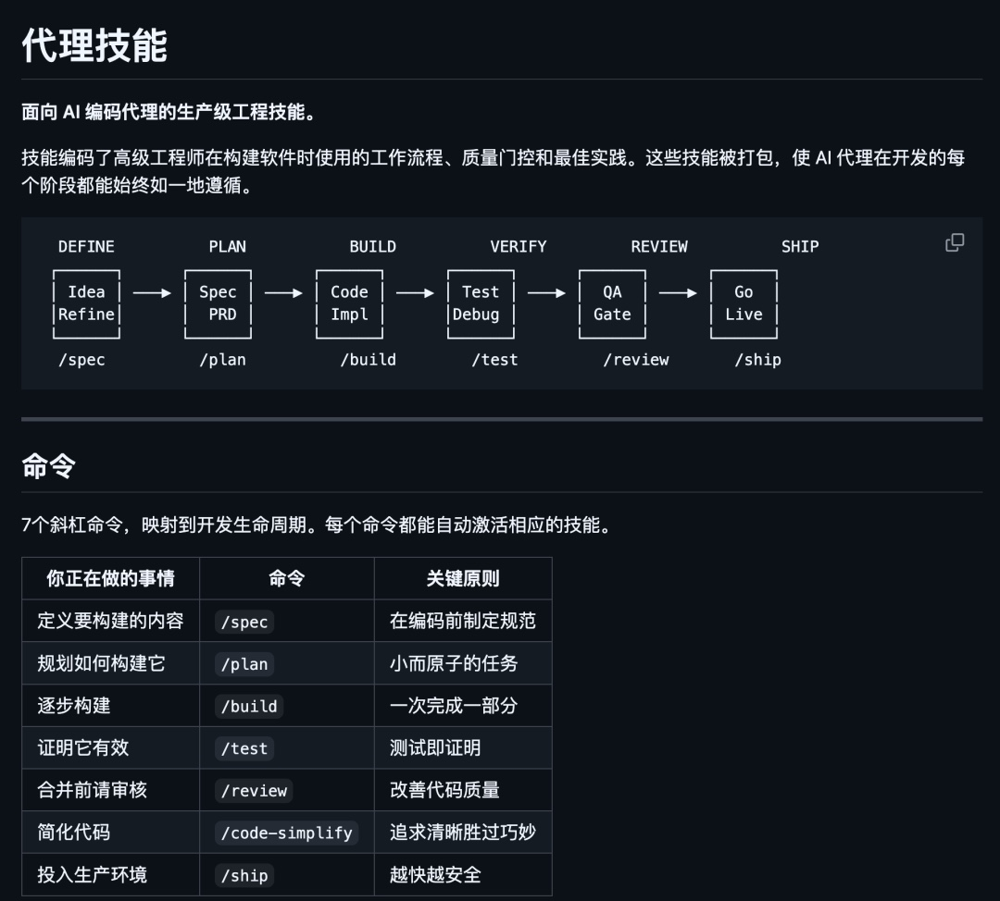 代理技能
面向 AI 编码代理的生产级工程技能。
技能编码了高级工程师在构建软件时使用的工作流程、质量门控和最佳实践。这些技能被打包，使 AI 代理在开发的每
个阶段都能始终如一地遵循。
DEFINE PLAN BUILD VERIFY REVIEW SHIP
Idea Spec Code Test QA Go
Refine PRD Impl Debug Gate Live
/spec /plan /build /test /review /ship
命令
7个斜杠命令，映射到开发生命周期。每个命令都能自动激活相应的技能。
你正在做的事情 命令 关键原则
定义要构建的内容 /spec 在编码前制定规范
规划如何构建它 /plan 小而原子的任务
逐步构建 /build 一次完成一部分
证明它有效 /test 测试即证明
合并前请审核 /review 改善代码质量
简化代码 /code-simplify 追求清晰胜过巧妙
投入生产环境 /ship 越快越安全